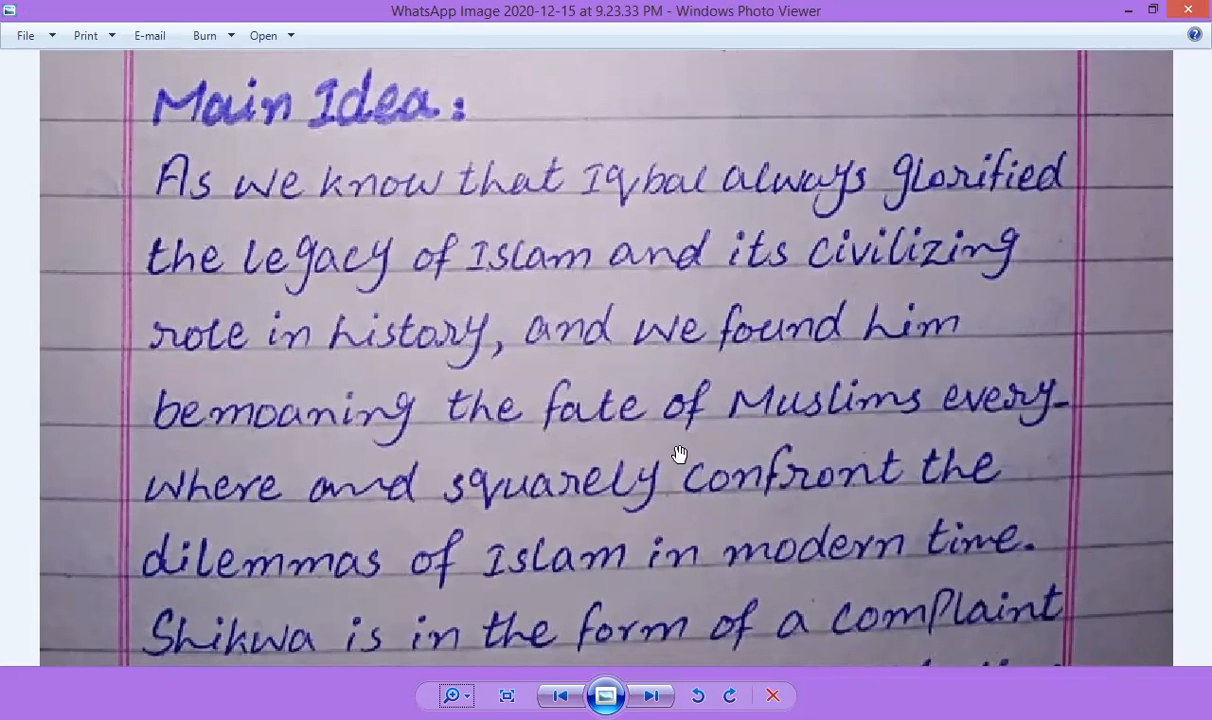 WhatsApp Image 2020-12-15 at 9.23.33 PM - Windows Photo Viewer
File Print E-mail Burn Open
Main Idea:
As we know that Iqbal always glorified
the legacy of Islam and its civilizing
role in history, and we found him
bemoaning the fate of Muslims every-
where and squarely confront the
dilemmas of Islam in modern time.
Shikwa is in the form of a complaint